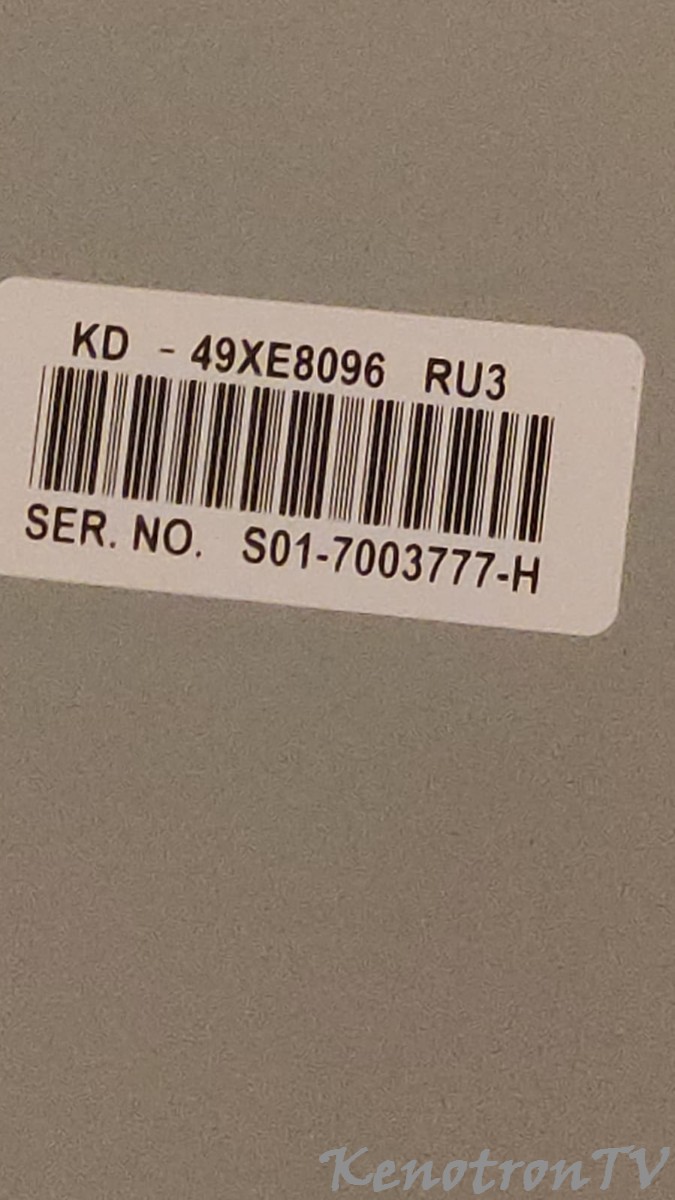 KD - 49XE8096 RU3
SER. NO. S01-7003777-H
KenotronTV